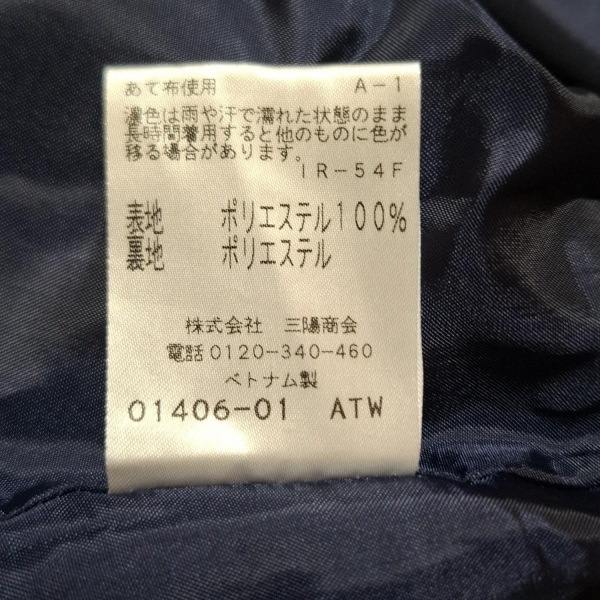 あて布使用 A-1
濃色は雨や汗で濡れた状態のまま
長時間着用すると他のものに色が
移る場合があります。
IR-54F
表地 ポリエステル100%
裏地 ポリエステル
株式会社 三陽商会
電話0120-340-460
ベトナム製
01406-01 ATW